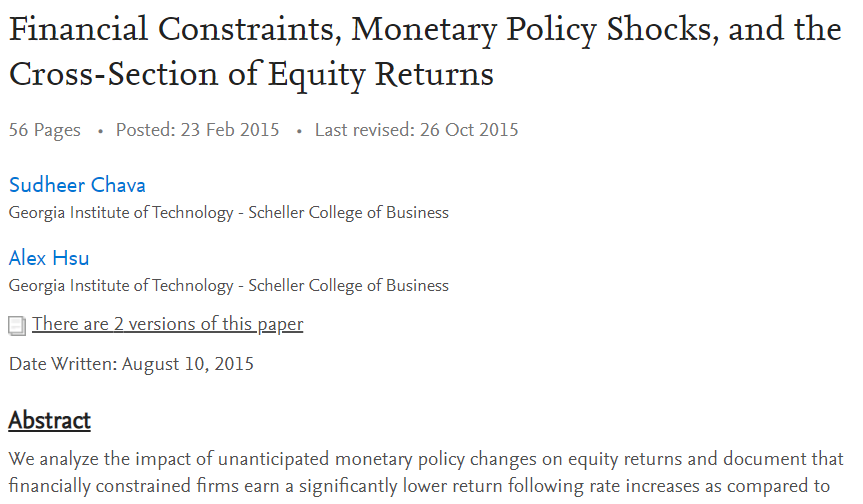 Financial Constraints, Monetary Policy Shocks, and the
Cross-Section of Equity Returns
56 Pages • Posted: 23 Feb 2015 • Last revised: 26 Oct 2015
Sudheer Chava
Georgia Institute of Technology - Scheller College of Business
Alex Hsu
Georgia Institute of Technology - Scheller College of Business
There are 2 versions of this paper
Date Written: August 10, 2015
Abstract
We analyze the impact of unanticipated monetary policy changes on equity returns and document that
financially constrained firms earn a significantly lower return following rate increases as compared to